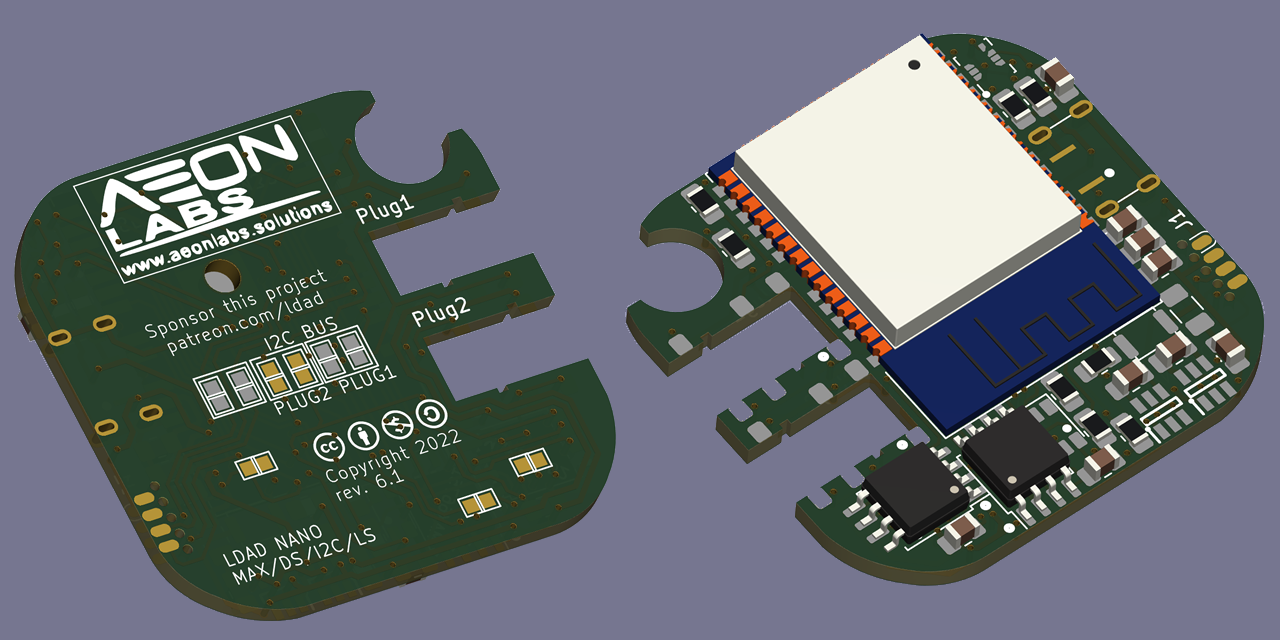 AEON
LABS
www.aeonlabs.solutions
Plug1
Sponsor this project
patreon.com/ldad
Plug2
I2C BUS
PLUG2 PLUG1
cc
Copyright 2022
rev. 6.1
LDAD NANO
MAX/DS/I2C/LS
J1